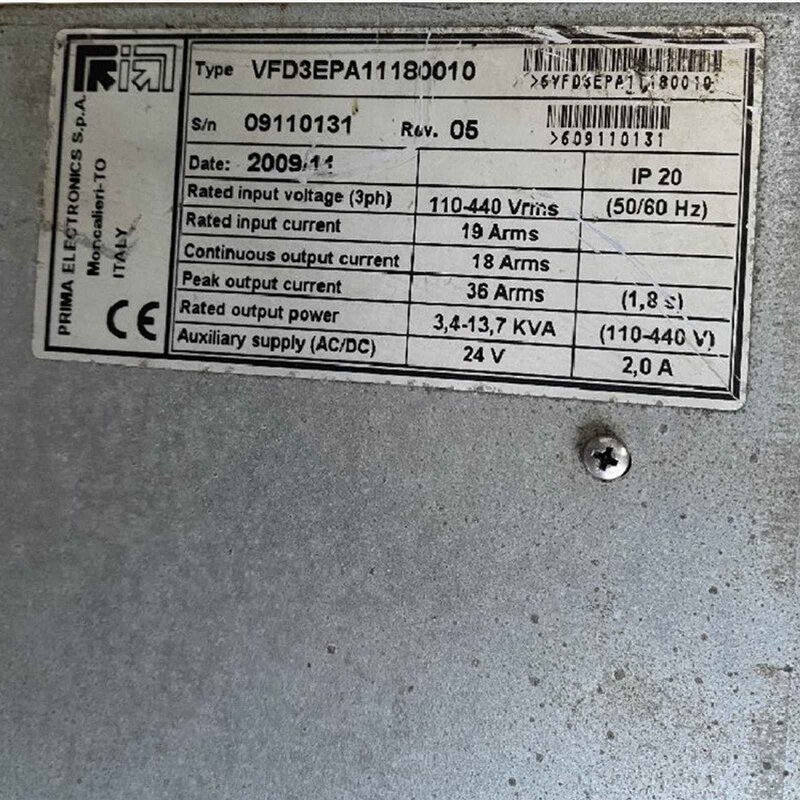 PRIMA ELECTRONICS S.p.A.
Moncalieri-TO
ITALY
CE
Type VFD3EPA11180010
>6VFD3EPA11180010
s/n 09110131 Rev. 05
>609110131
Date: 2009/11 IP 20
Rated input voltage (3ph) 110-440 Vrms (50/60 Hz)
Rated input current 19 Arms
Continuous output current 18 Arms
Peak output current 36 Arms (1,8 s)
Rated output power 3,4-13,7 KVA (110-440 V)
Auxiliary supply (AC/DC) 24 V 2,0 A